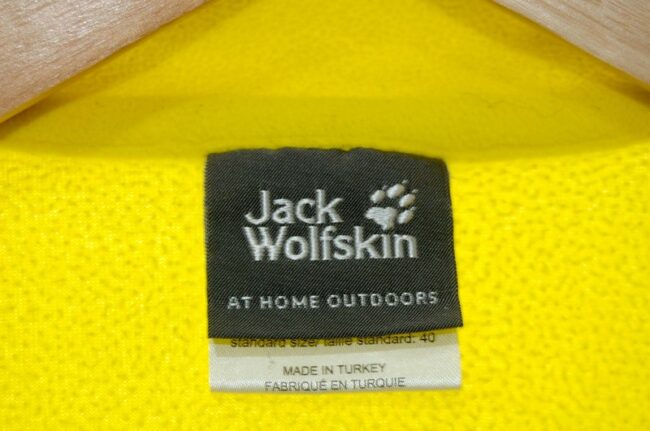 Jack
Wolfskin
AT HOME OUTDOORS
standard size/ taille standard: 40
MADE IN TURKEY
FABRIQUÉ EN TURQUIE